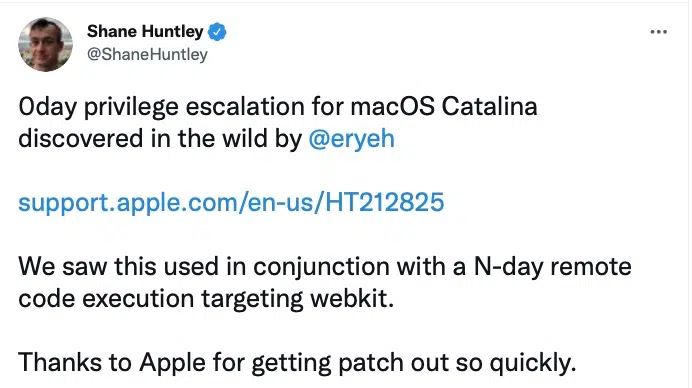 Shane Huntley
@ShaneHuntley
0day privilege escalation for macOS Catalina
discovered in the wild by @eryeh
support.apple.com/en-us/HT212825
We saw this used in conjunction with a N-day remote
code execution targeting webkit.
Thanks to Apple for getting patch out so quickly.